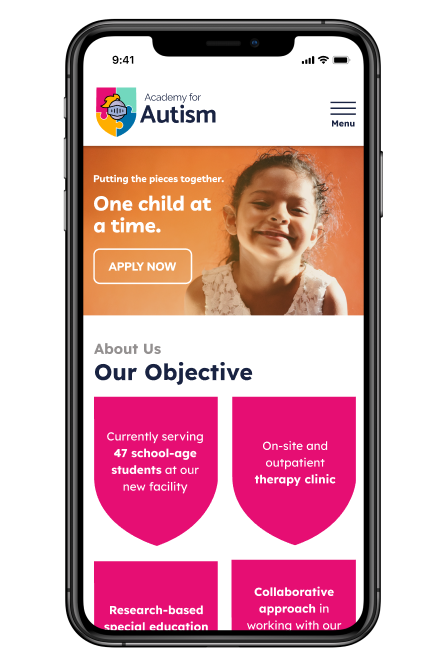 9:41
Academy for
Autism
Menu
Putting the pieces together.
One child at
a time.
APPLY NOW
About Us
Our Objective
Currently serving
47 school-age
students at our
new facility
On-site and
outpatient
therapy clinic
Research-based
special education
Collaborative
approach in
working with our